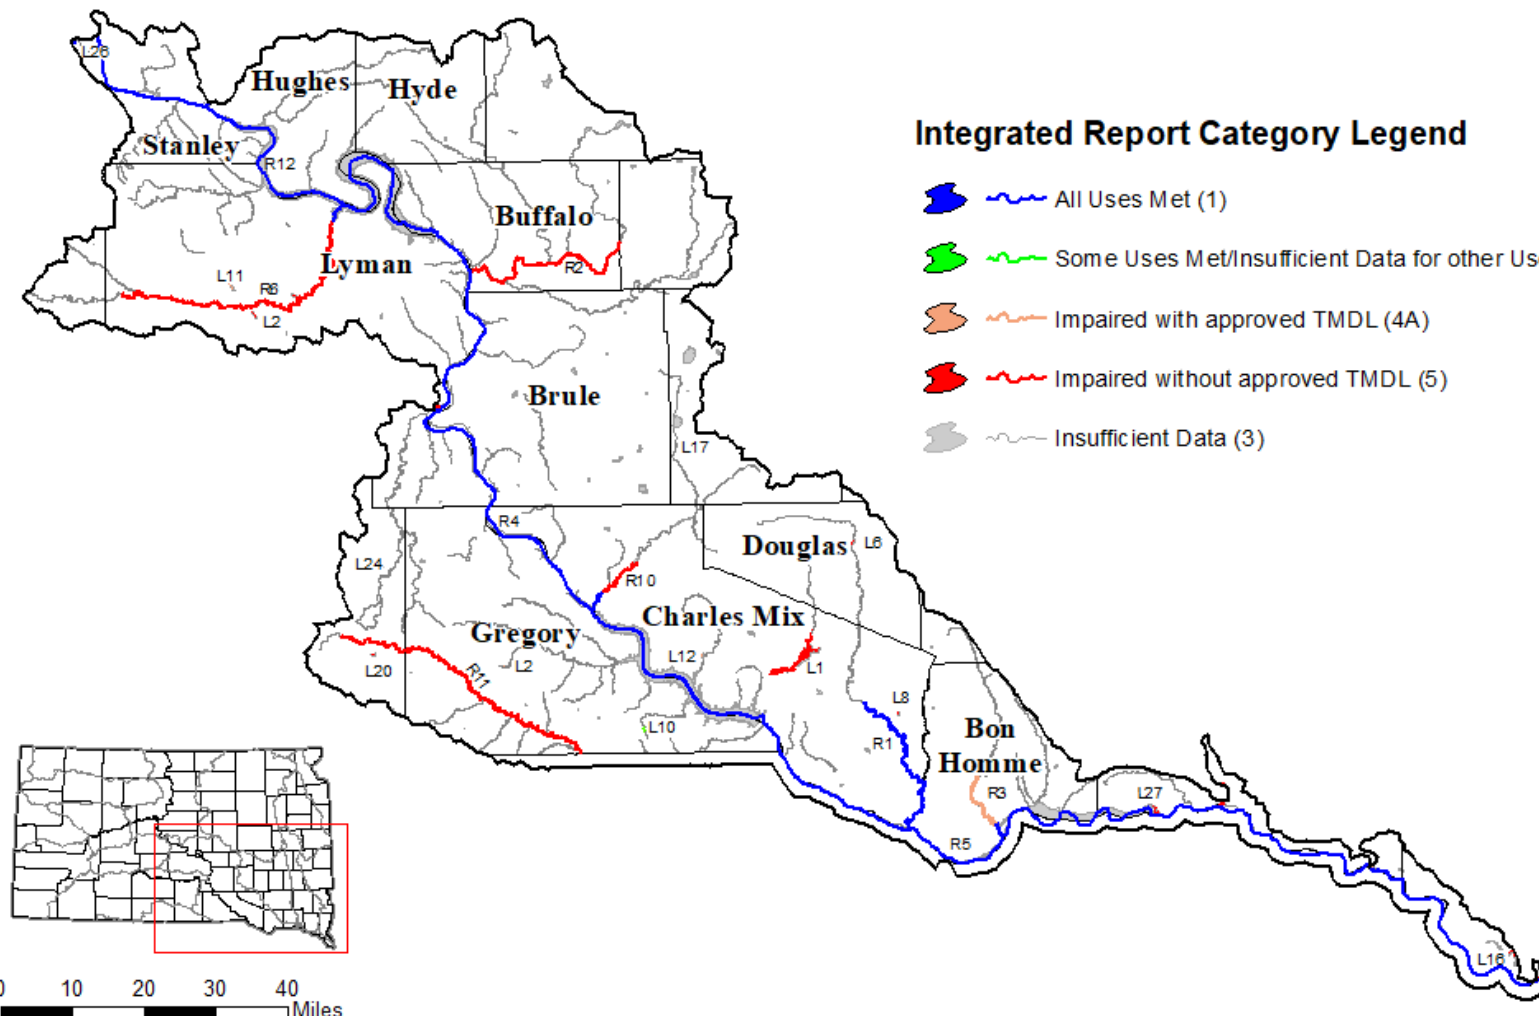 L26
Hughes
Hyde
Integrated Report Category Legend
Stanley
R12
All Uses Met (1)
Buffalo
Some Uses Met/Insufficient Data for other Use
Lyman
R2
L11
R6
L2
Impaired with approved TMDL (4A)
Impaired without approved TMDL (5)
Brule
Insufficient Data (3)
L17
R4
Douglas
L6
L24
R10
Charles Mix
Gregory
L12
L2
L1
L20
R11
L8
L10
R1
Bon
Homme
R3
L27
R5
L16
0 10 20 30 40
Miles